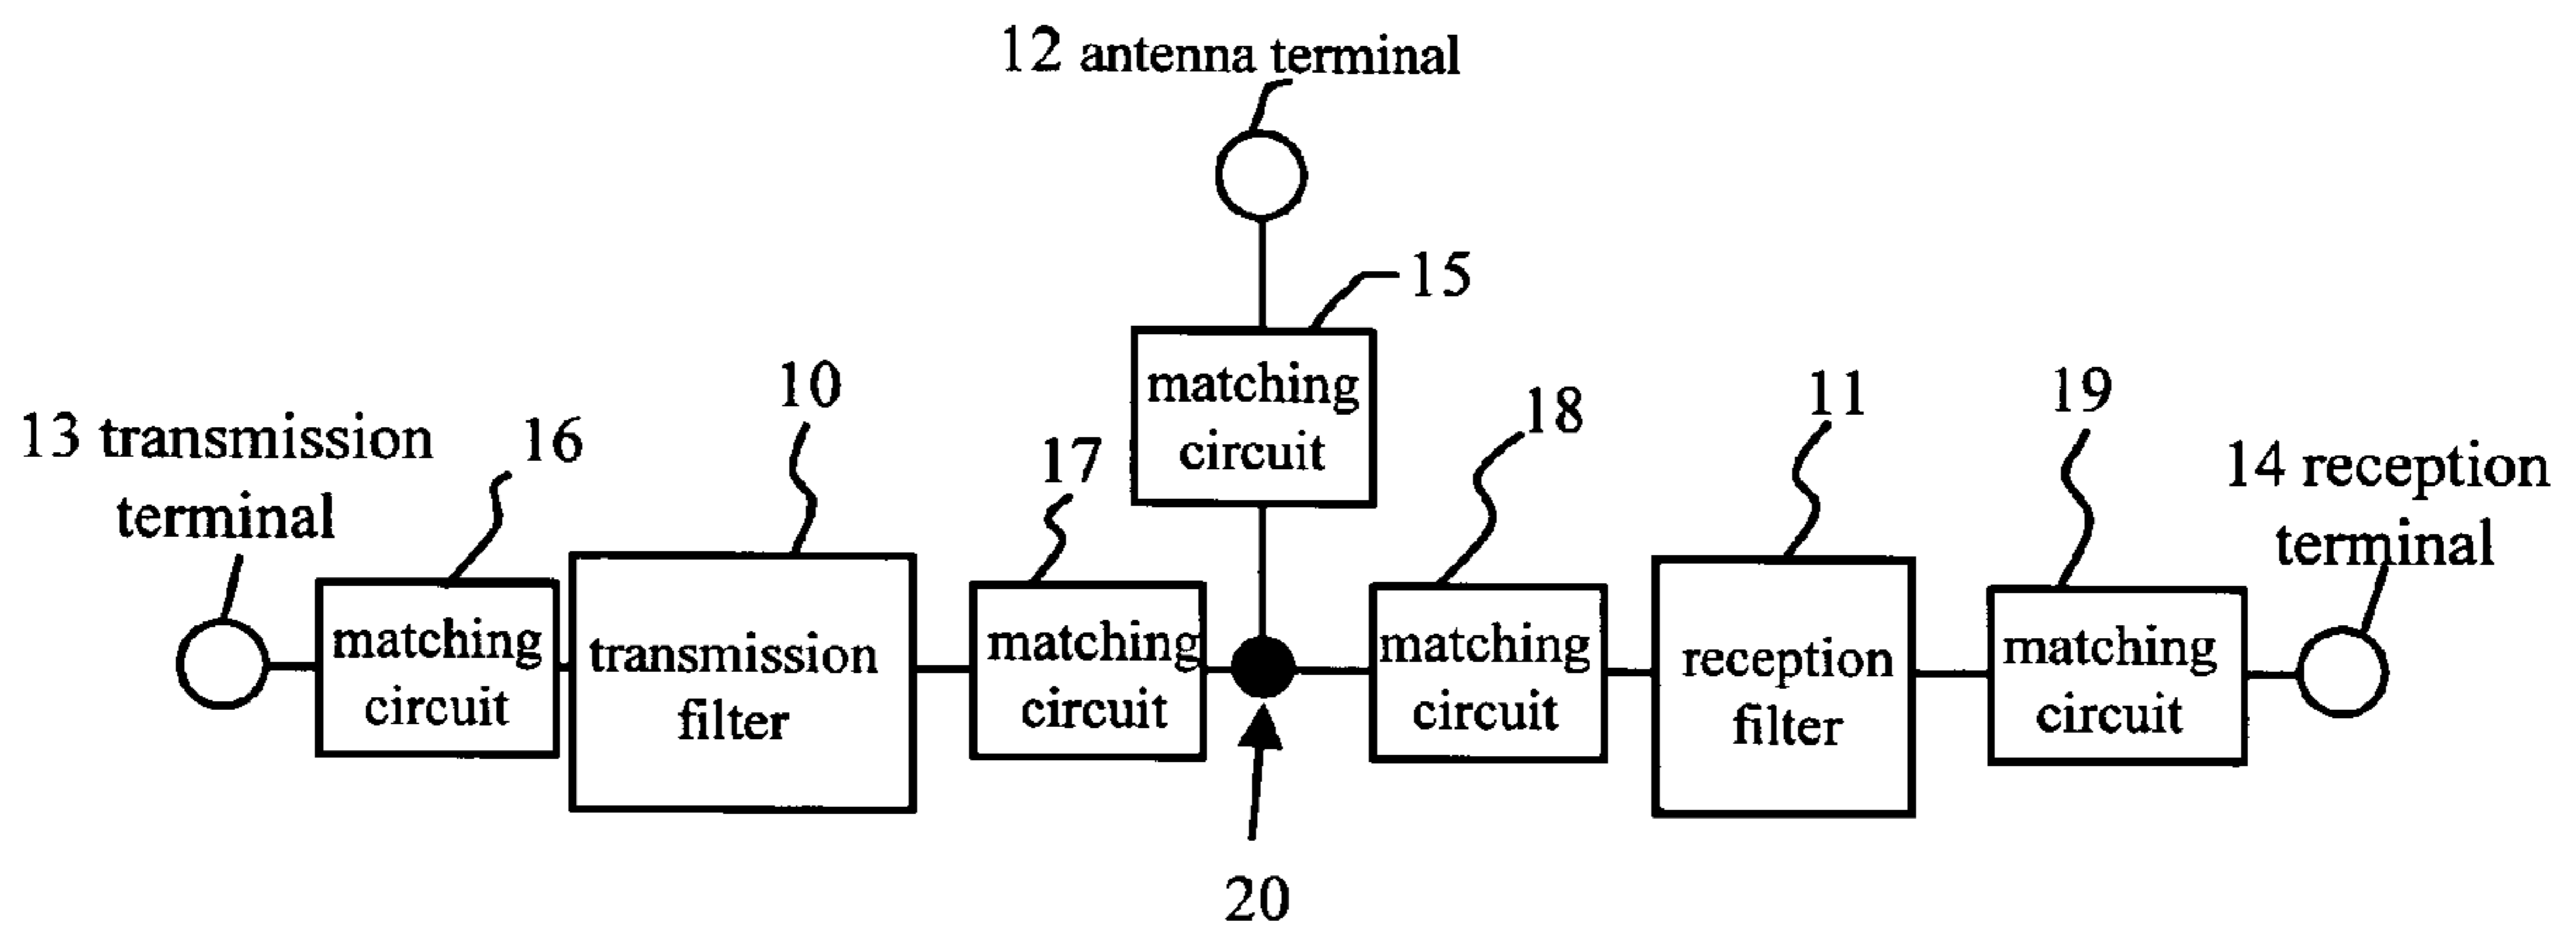 12 antenna terminal
15
matching
circuit
13 transmission
terminal
16
matching
circuit
10
transmission
filter
17
matching
circuit
20
18
matching
circuit
11
reception
filter
19
matching
circuit
14 reception
terminal